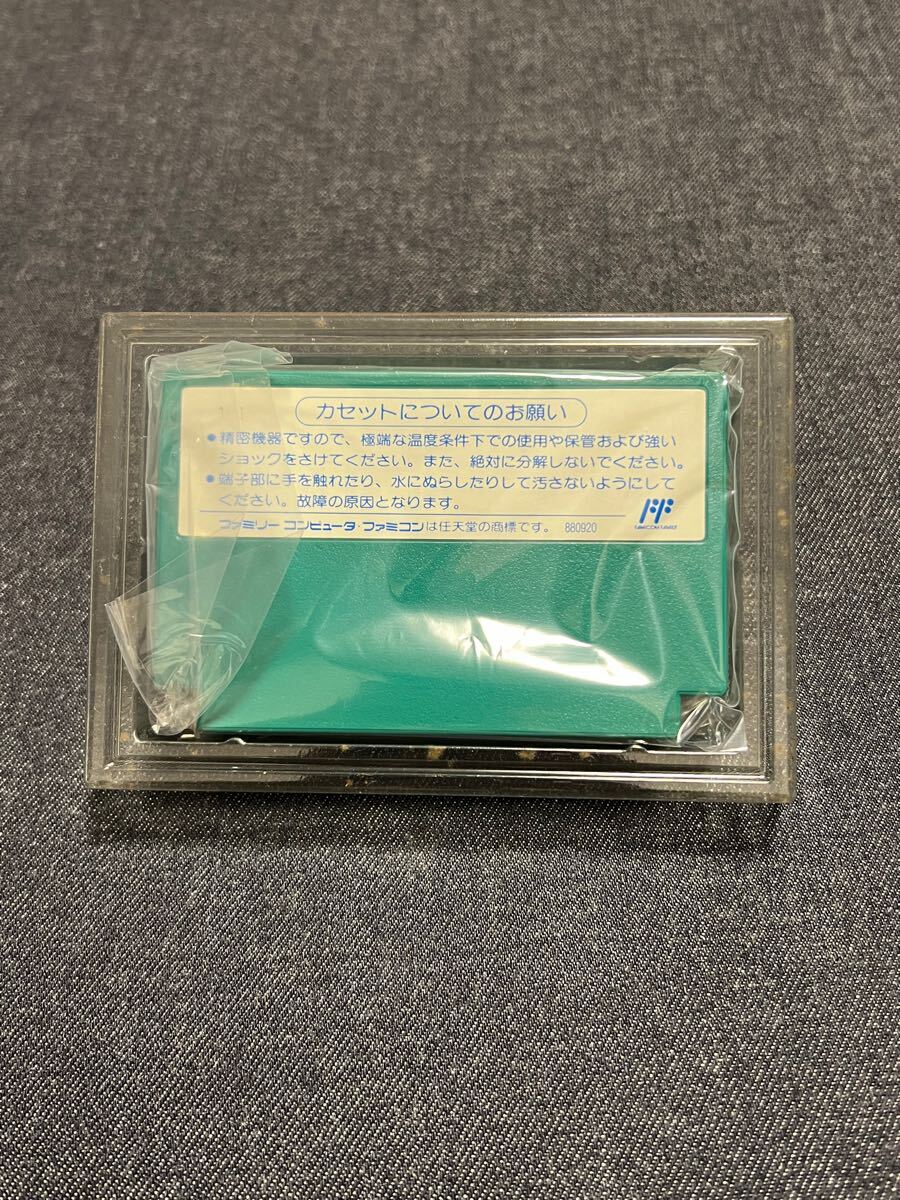 カセットについてのお願い
●精密機器ですので、極端な温度条件下での使用や保管および強い
ショックをさけてください。また、絶対に分解しないでください。
●端子部に手を触れたり、水にぬらしたりして汚さないようにして
ください。故障の原因となります。
ファミリーコンピュータ・ファミコンは任天堂の商標です。 880920
FAMICOM FAMILY